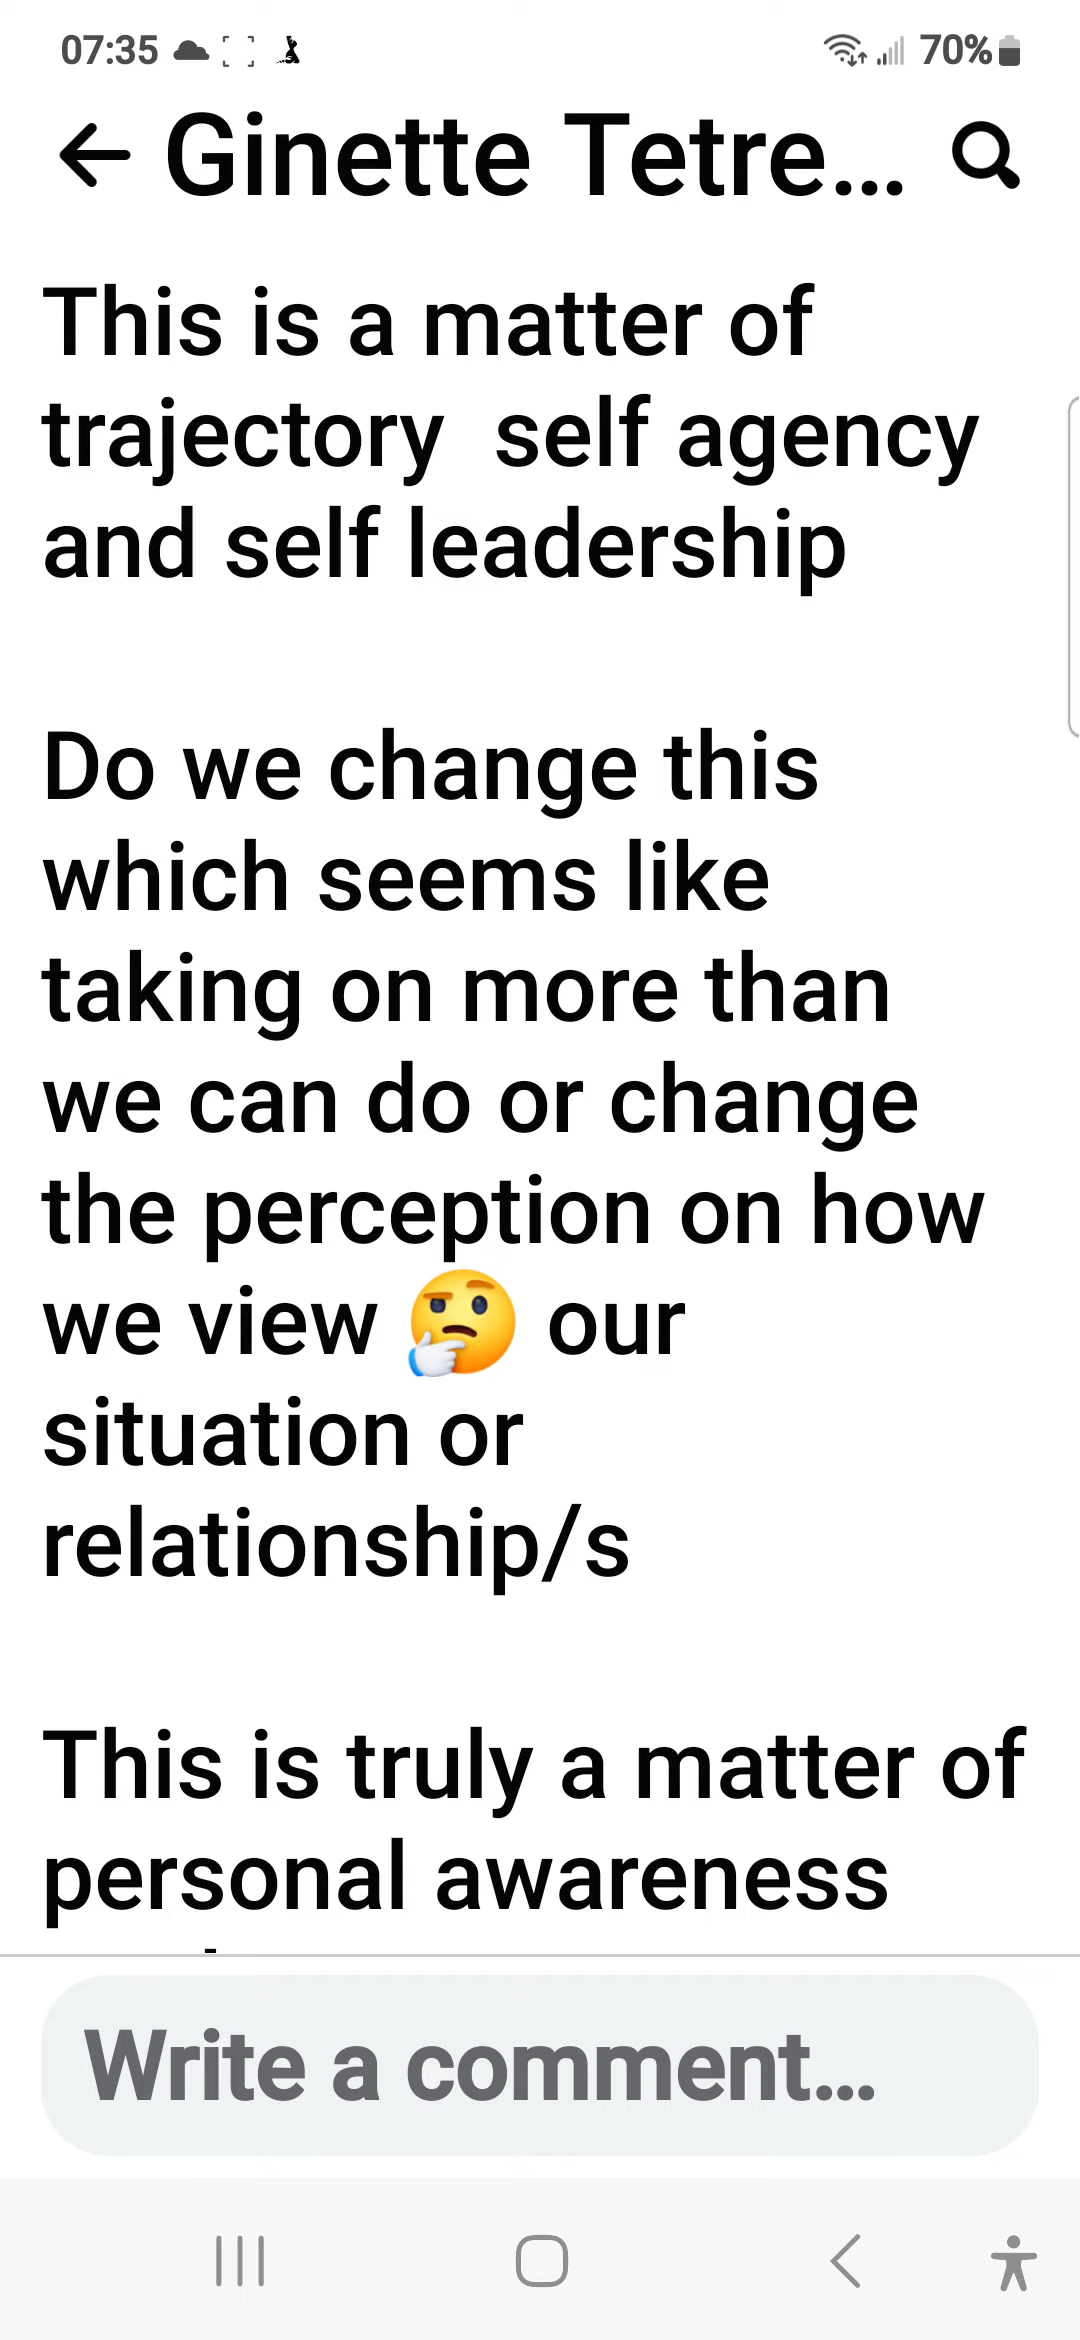 07:35 70%
Ginette Tetre...
This is a matter of
trajectory  self agency
and self leadership
Do we change this
which seems like
taking on more than
we can do or change
the perception on how
we view 🤔 our
situation or
relationship/s
This is truly a matter of
personal awareness
Write a comment...